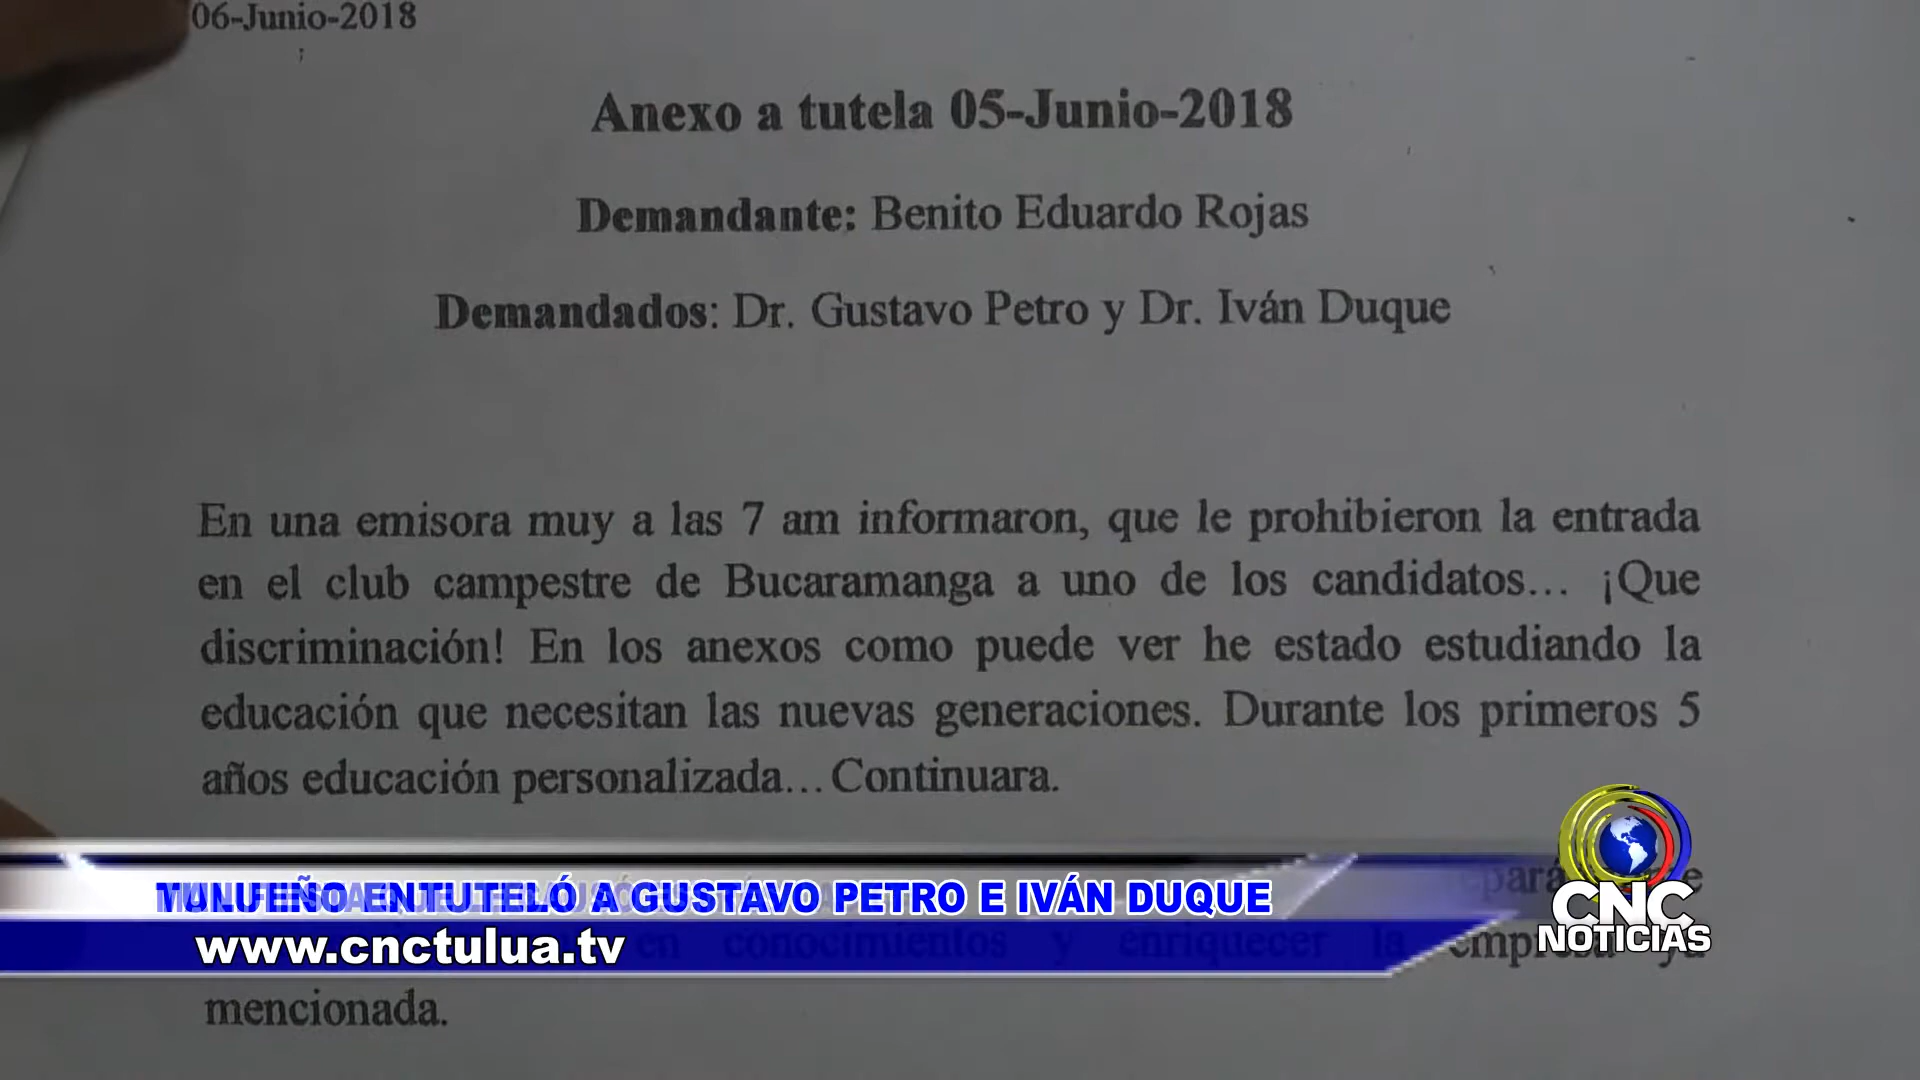 06-Junio-2018
Anexo a tutela 05-Junio-2018
Demandante: Benito Eduardo Rojas
Demandados: Dr. Gustavo Petro y Dr. Iván Duque
En una emisora muy a las 7 am informaron, que le prohibieron la entrada
en el club campestre de Bucaramanga a uno de los candidatos... ¡Que
discriminación! En los anexos como puede ver he estado estudiando la
educación que necesitan las nuevas generaciones. Durante los primeros 5
años educación personalizada... Continuara.
ENTUTELÓ A GUSTAVO PETRO E IVÁN DUQUE
www.cnctulua.tv
en conocimientos y enriquecer la empresa ya
mencionada.
CNC
NOTICIAS